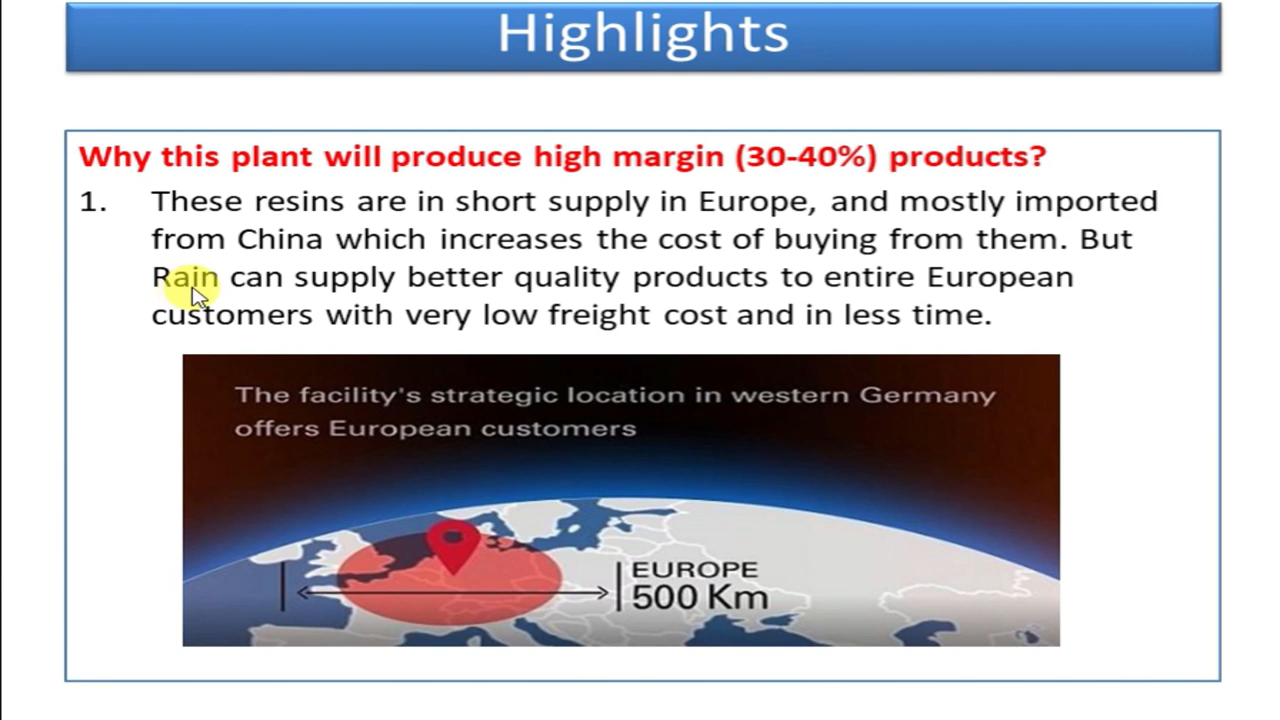 Highlights
Why this plant will produce high margin (30-40%) products?
1. These resins are in short supply in Europe, and mostly imported
from China which increases the cost of buying from them. But
Rain can supply better quality products to entire European
customers with very low freight cost and in less time.
The facility's strategic location in western Germany
offers European customers
EUROPE
500 Km